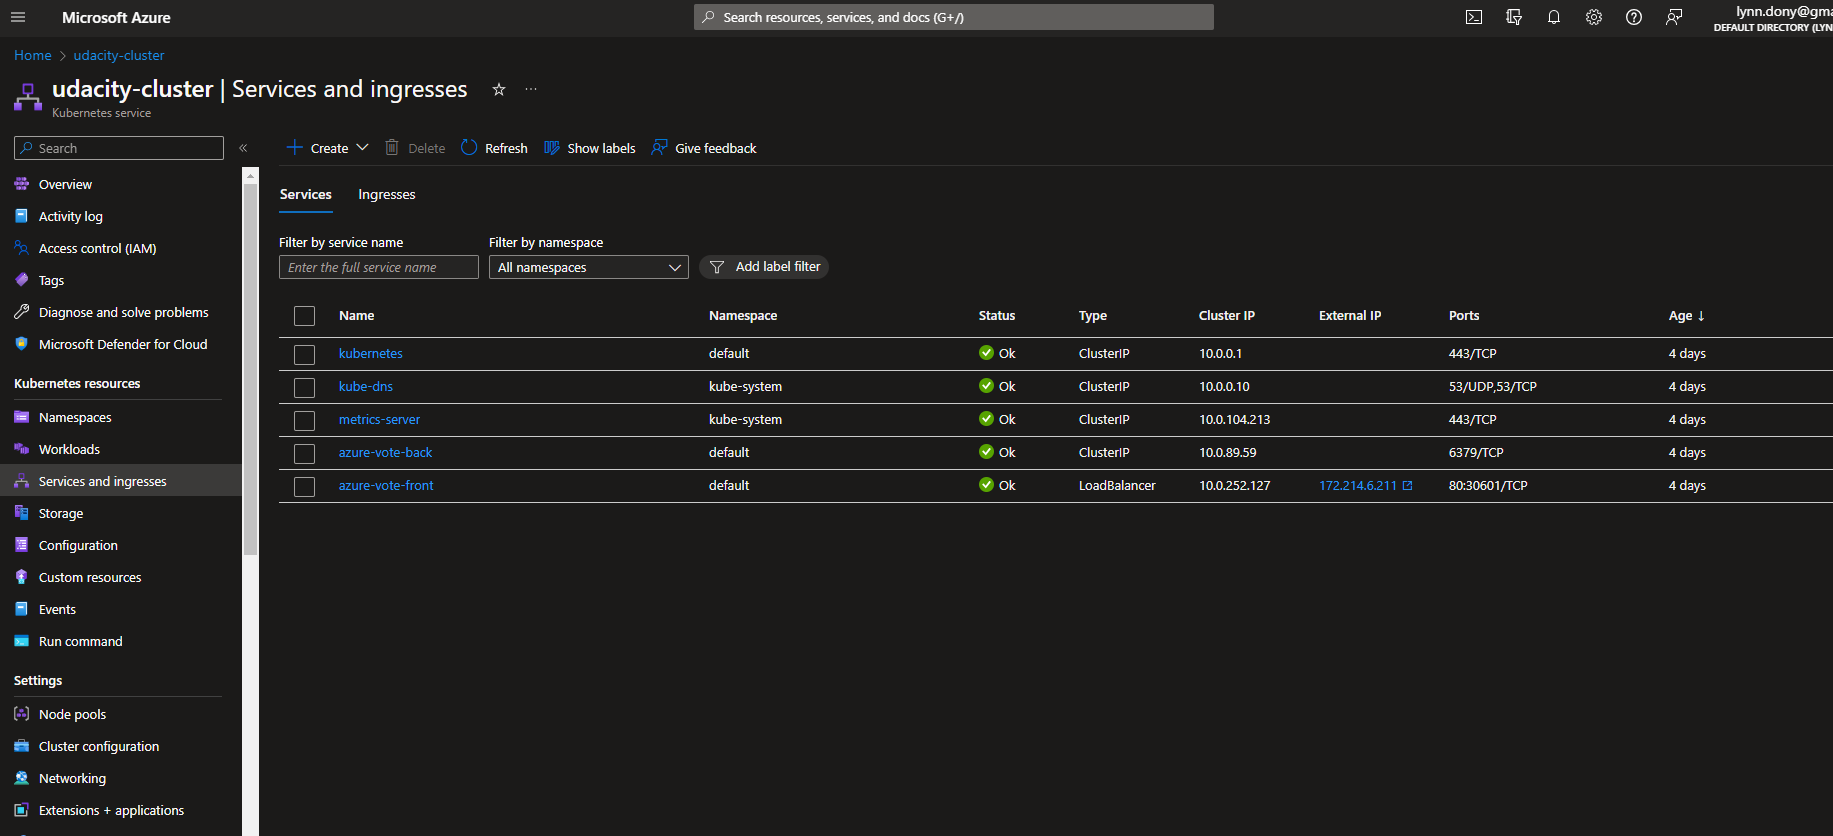 Microsoft Azure
Search resources, services, and docs (G+/)
lynn.dony@gma
DEFAULT DIRECTORY (LYN
Home > udacity-cluster
udacity-cluster | Services and ingresses
Kubernetes service
Search
Overview
Activity log
Access control (IAM)
Tags
Diagnose and solve problems
Microsoft Defender for Cloud
Kubernetes resources
Namespaces
Workloads
Services and ingresses
Storage
Configuration
Custom resources
Events
Run command
Settings
Node pools
Cluster configuration
Networking
Extensions + applications
Create Delete Refresh Show labels Give feedback
Services Ingresses
Filter by service name Filter by namespace
Enter the full service name All namespaces Add label filter
Name Namespace Status Type Cluster IP External IP Ports Age ↓
kubernetes default Ok ClusterIP 10.0.0.1 443/TCP 4 days
kube-dns kube-system Ok ClusterIP 10.0.0.10 53/UDP,53/TCP 4 days
metrics-server kube-system Ok ClusterIP 10.0.104.213 443/TCP 4 days
azure-vote-back default Ok ClusterIP 10.0.89.59 6379/TCP 4 days
azure-vote-front default Ok LoadBalancer 10.0.252.127 172.214.6.211 80:30601/TCP 4 days